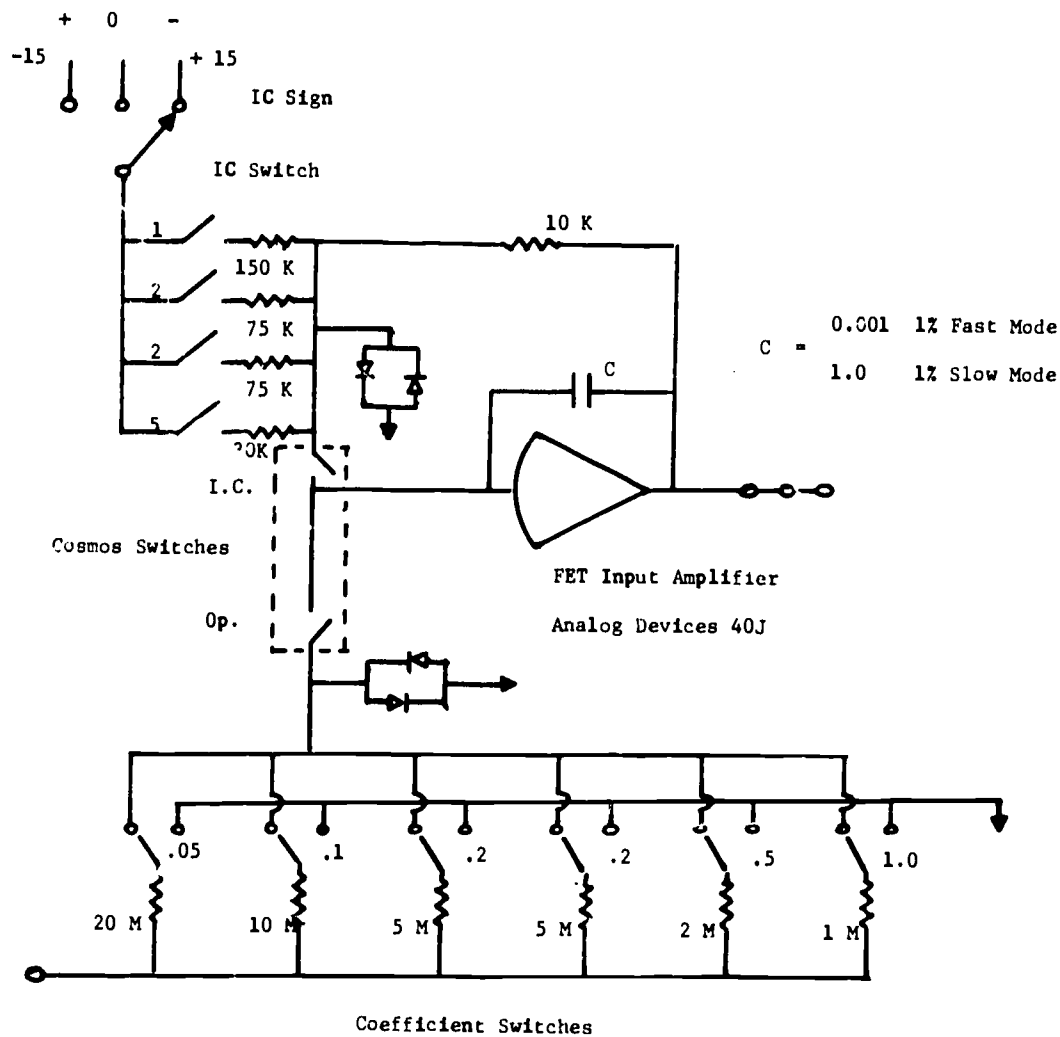 + 0 -
-15 + 15
IC Sign
IC Switch
1
10 K
150 K
2
75 K
2
75 K
C
C =
0.001 1% Fast Mode
1.0 1% Slow Mode
5
I.C.
Cosmos Switches
FET Input Amplifier
Op.
Analog Devices 40J
.05 .1 .2 .2 .5 1.0
20 M 10 M 5 M 5 M 2 M 1 M
Coefficient Switches